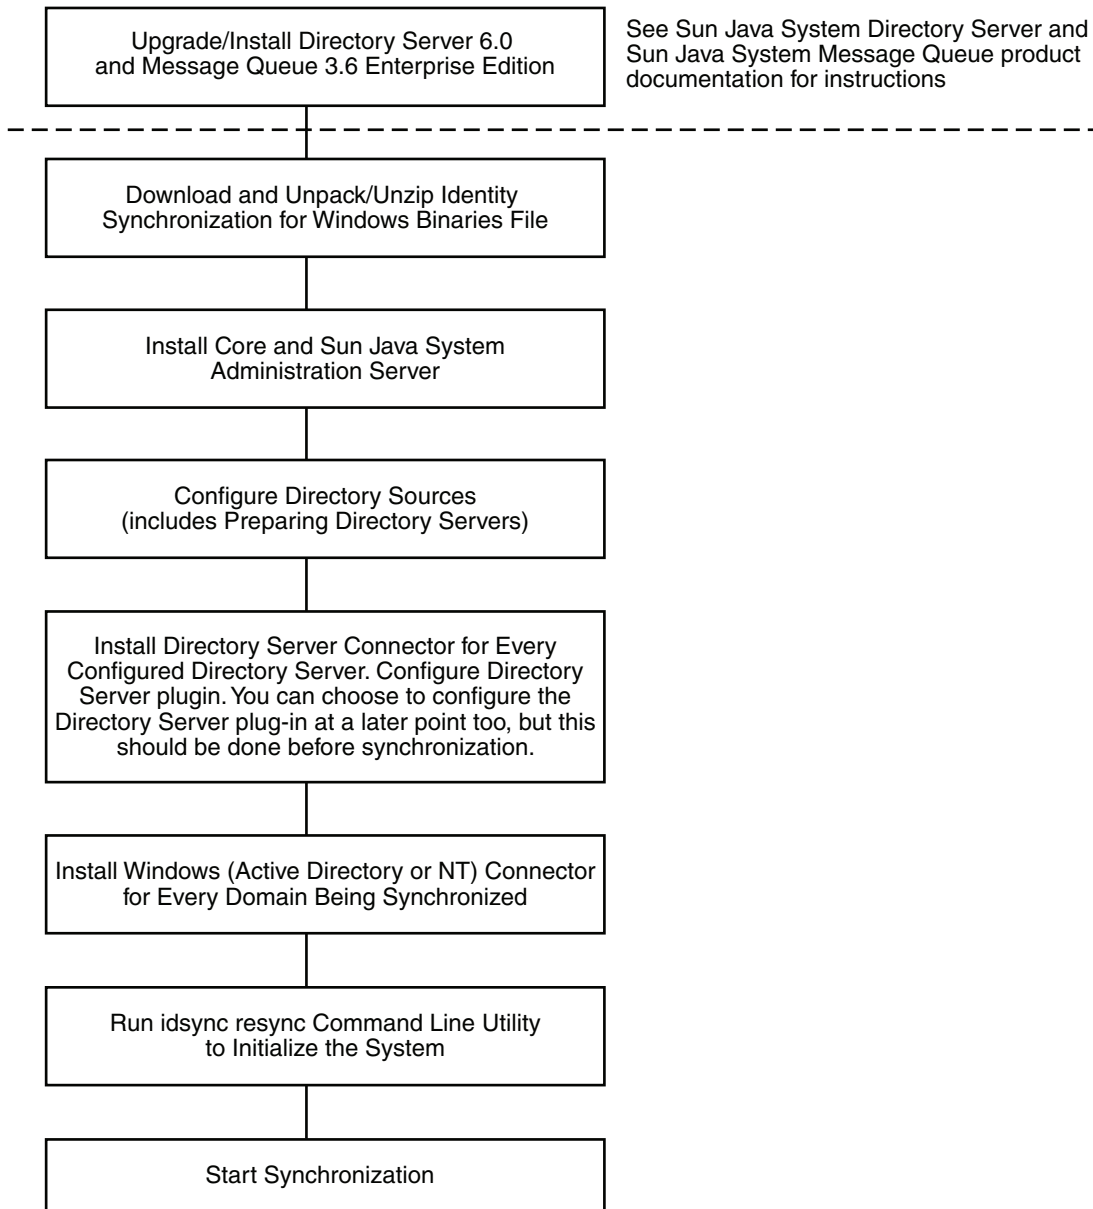 Upgrade/Install Directory Server 6.0
and Message Queue 3.6 Enterprise Edition
See Sun Java System Directory Server and
Sun Java System Message Queue product
documentation for instructions
Download and Unpack/Unzip Identity
Synchronization for Windows Binaries File
Install Core and Sun Java System
Administration Server
Configure Directory Sources
(includes Preparing Directory Servers)
Install Directory Server Connector for Every
Configured Directory Server. Configure Directory
Server plugin. You can choose to configure the
Directory Server plug-in at a later point too, but this
should be done before synchronization.
Install Windows (Active Directory or NT) Connector
for Every Domain Being Synchronized
Run idsync resync Command Line Utility
to Initialize the System
Start Synchronization